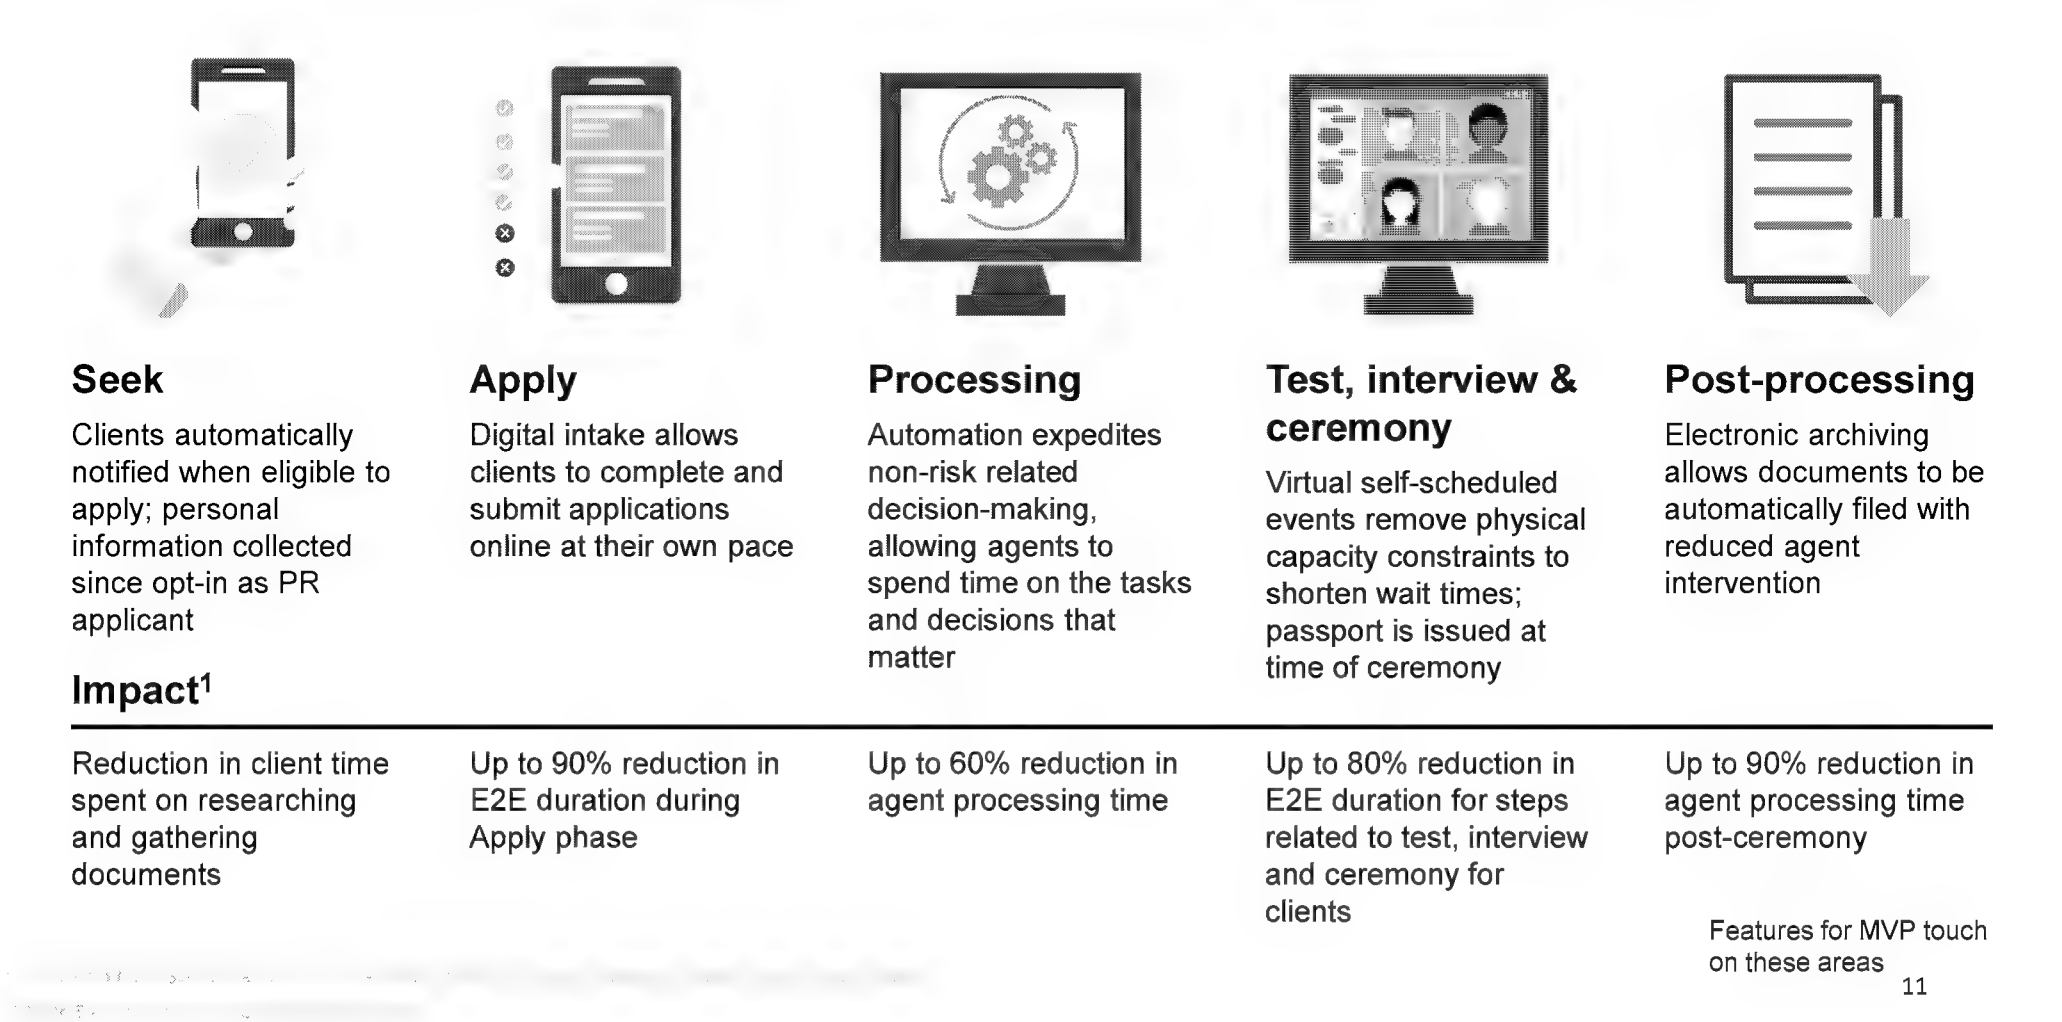 Seek
Clients automatically
notified when eligible to
apply; personal
information collected
since opt-in as PR
applicant
Apply
Digital intake allows
clients to complete and
submit applications
online at their own pace
Processing
Automation expedites
non-risk related
decision-making,
allowing agents to
spend time on the tasks
and decisions that
matter
Test, interview &
ceremony
Virtual self-scheduled
events remove physical
capacity constraints to
shorten wait times;
passport is issued at
time of ceremony
Post-processing
Electronic archiving
allows documents to be
automatically filed with
reduced agent
intervention
Impact¹
Reduction in client time
spent on researching
and gathering
documents
Up to 90% reduction in
E2E duration during
Apply phase
Up to 60% reduction in
agent processing time
Up to 80% reduction in
E2E duration for steps
related to test, interview
and ceremony for
clients
Up to 90% reduction in
agent processing time
post-ceremony
Features for MVP touch
on these areas
11